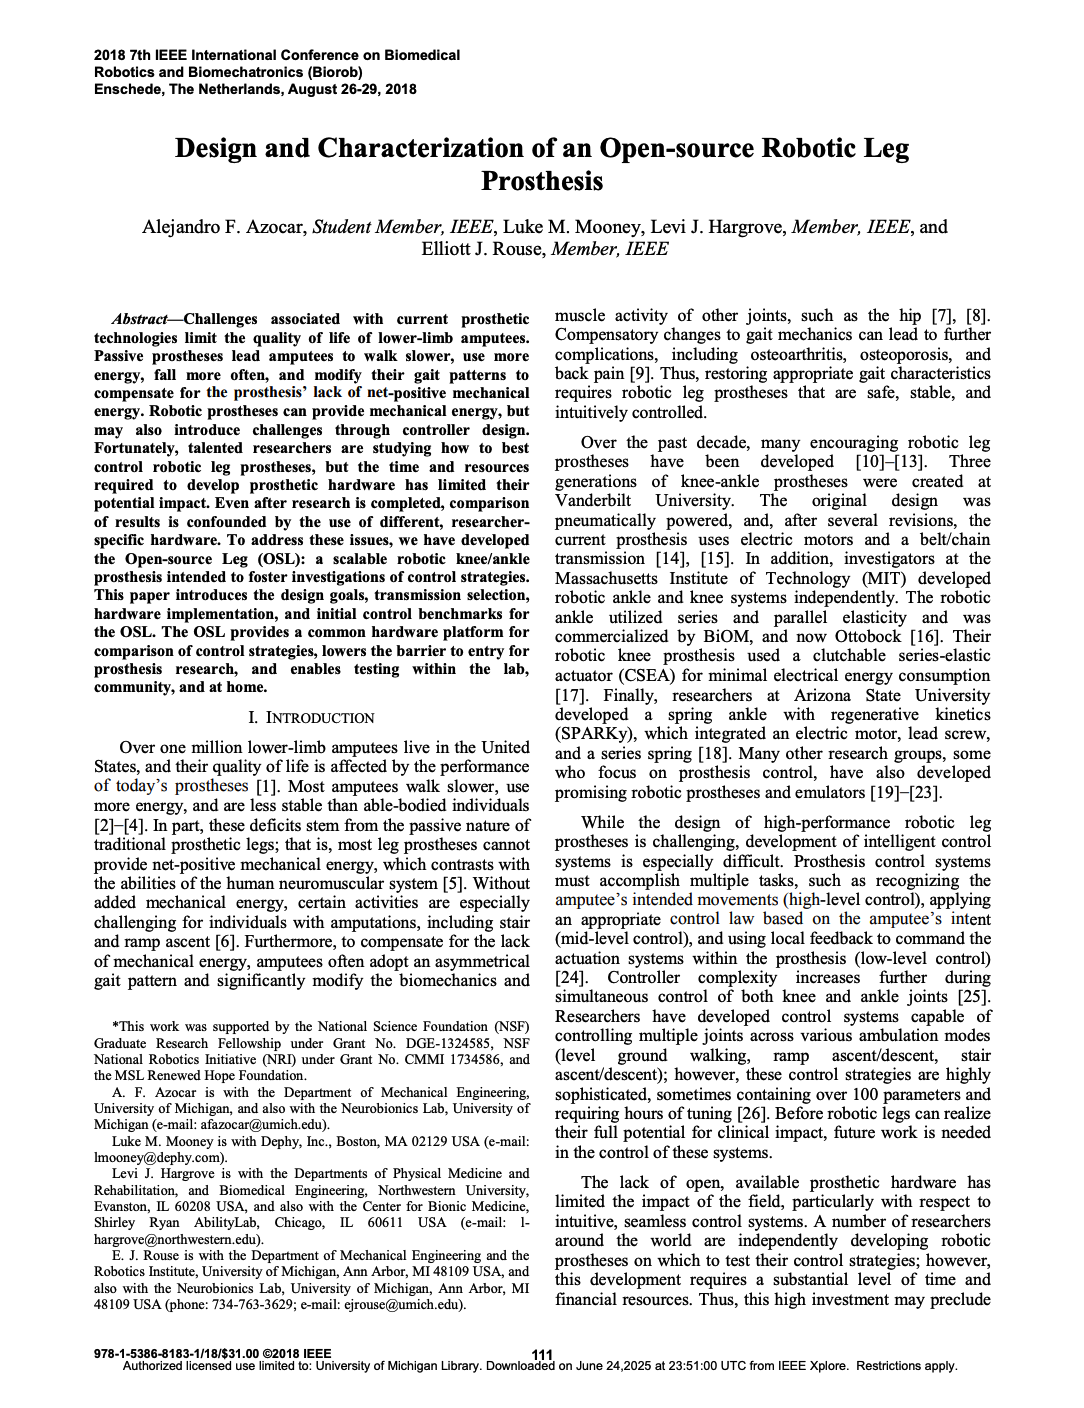 2018 7th IEEE International Conference on Biomedical
Robotics and Biomechatronics (Biorob)
Enschede, The Netherlands, August 26-29, 2018
Design and Characterization of an Open-source Robotic Leg
Prosthesis
Alejandro F. Azocar, Student Member, IEEE, Luke M. Mooney, Levi J. Hargrove, Member, IEEE, and
Elliott J. Rouse, Member, IEEE
Abstract—Challenges associated with current prosthetic
technologies limit the quality of life of lower-limb amputees.
Passive prostheses lead amputees to walk slower, use more
energy, fall more often, and modify their gait patterns to
compensate for the prosthesis' lack of net-positive mechanical
energy. Robotic prostheses can provide mechanical energy, but
may also introduce challenges through controller design.
Fortunately, talented researchers are studying how to best
control robotic leg prostheses, but the time and resources
required to develop prosthetic hardware has limited their
potential impact. Even after research is completed, comparison
of results is confounded by the use of different, researcher-
specific hardware. To address these issues, we have developed
the Open-source Leg (OSL): a scalable robotic knee/ankle
prosthesis intended to foster investigations of control strategies.
This paper introduces the design goals, transmission selection,
hardware implementation, and initial control benchmarks for
the OSL. The OSL provides a common hardware platform for
comparison of control strategies, lowers the barrier to entry for
prosthesis research, and enables testing within the lab,
community, and at home.
I. INTRODUCTION
Over one million lower-limb amputees live in the United
States, and their quality of life is affected by the performance
of today's prostheses [1]. Most amputees walk slower, use
more energy, and are less stable than able-bodied individuals
[2]–[4]. In part, these deficits stem from the passive nature of
traditional prosthetic legs; that is, most leg prostheses cannot
provide net-positive mechanical energy, which contrasts with
the abilities of the human neuromuscular system [5]. Without
added mechanical energy, certain activities are especially
challenging for individuals with amputations, including stair
and ramp ascent [6]. Furthermore, to compensate for the lack
of mechanical energy, amputees often adopt an asymmetrical
gait pattern and significantly modify the biomechanics and
*This work was supported by the National Science Foundation (NSF)
Graduate Research Fellowship under Grant No. DGE-1324585, NSF
National Robotics Initiative (NRI) under Grant No. CMMI 1734586, and
the MSL Renewed Hope Foundation.
A. F. Azocar is with the Department of Mechanical Engineering,
University of Michigan, and also with the Neurobionics Lab, University of
Michigan (e-mail: afazocar@umich.edu).
Luke M. Mooney is with Dephy, Inc., Boston, MA 02129 USA (e-mail:
lmooney@dephy.com).
Levi J. Hargrove is with the Departments of Physical Medicine and
Rehabilitation, and Biomedical Engineering, Northwestern University,
Evanston, IL 60208 USA, and also with the Center for Bionic Medicine,
Shirley Ryan AbilityLab, Chicago, IL 60611 USA (e-mail: l-
hargrove@northwestern.edu).
E. J. Rouse is with the Department of Mechanical Engineering and the
Robotics Institute, University of Michigan, Ann Arbor, MI 48109 USA, and
also with the Neurobionics Lab, University of Michigan, Ann Arbor, MI
48109 USA (phone: 734-763-3629; e-mail: ejrouse@umich.edu).
muscle activity of other joints, such as the hip [7], [8].
Compensatory changes to gait mechanics can lead to further
complications, including osteoarthritis, osteoporosis, and
back pain [9]. Thus, restoring appropriate gait characteristics
requires robotic leg prostheses that are safe, stable, and
intuitively controlled.
Over the past decade, many encouraging robotic leg
prostheses have been developed [10]–[13]. Three
generations of knee-ankle prostheses were created at
Vanderbilt University. The original design was
pneumatically powered, and, after several revisions, the
current prosthesis uses electric motors and a belt/chain
transmission [14], [15]. In addition, investigators at the
Massachusetts Institute of Technology (MIT) developed
robotic ankle and knee systems independently. The robotic
ankle utilized series and parallel elasticity and was
commercialized by BiOM, and now Ottobock [16]. Their
robotic knee prosthesis used a clutchable series-elastic
actuator (CSEA) for minimal electrical energy consumption
[17]. Finally, researchers at Arizona State University
developed a spring ankle with regenerative kinetics
(SPARKy), which integrated an electric motor, lead screw,
and a series spring [18]. Many other research groups, some
who focus on prosthesis control, have also developed
promising robotic prostheses and emulators [19]–[23].
While the design of high-performance robotic leg
prostheses is challenging, development of intelligent control
systems is especially difficult. Prosthesis control systems
must accomplish multiple tasks, such as recognizing the
amputee's intended movements (high-level control), applying
an appropriate control law based on the amputee's intent
(mid-level control), and using local feedback to command the
actuation systems within the prosthesis (low-level control)
[24]. Controller complexity increases further during
simultaneous control of both knee and ankle joints [25].
Researchers have developed control systems capable of
controlling multiple joints across various ambulation modes
(level ground walking, ramp ascent/descent, stair
ascent/descent); however, these control strategies are highly
sophisticated, sometimes containing over 100 parameters and
requiring hours of tuning [26]. Before robotic legs can realize
their full potential for clinical impact, future work is needed
in the control of these systems.
The lack of open, available prosthetic hardware has
limited the impact of the field, particularly with respect to
intuitive, seamless control systems. A number of researchers
around the world are independently developing robotic
prostheses on which to test their control strategies; however,
this development requires a substantial level of time and
financial resources. Thus, this high investment may preclude
978-1-5386-8183-1/18/$31.00 ©2018 IEEE
111
Authorized licensed use limited to: University of Michigan Library. Downloaded on June 24,2025 at 23:51:00 UTC from IEEE Xplore. Restrictions apply.